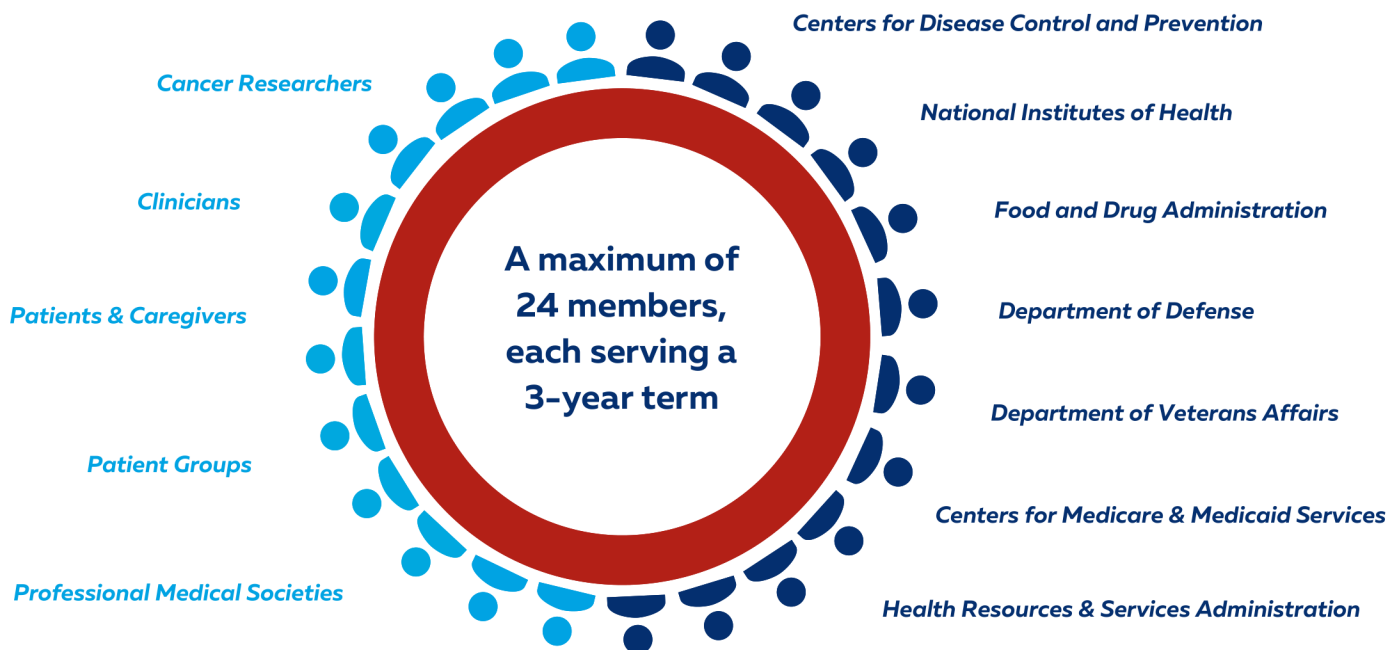 Cancer Researchers
Clinicians
Patients & Caregivers
Patient Groups
Professional Medical Societies
A maximum of
24 members,
each serving a
3-year term
Centers for Disease Control and Prevention
National Institutes of Health
Food and Drug Administration
Department of Defense
Department of Veterans Affairs
Centers for Medicare & Medicaid Services
Health Resources & Services Administration